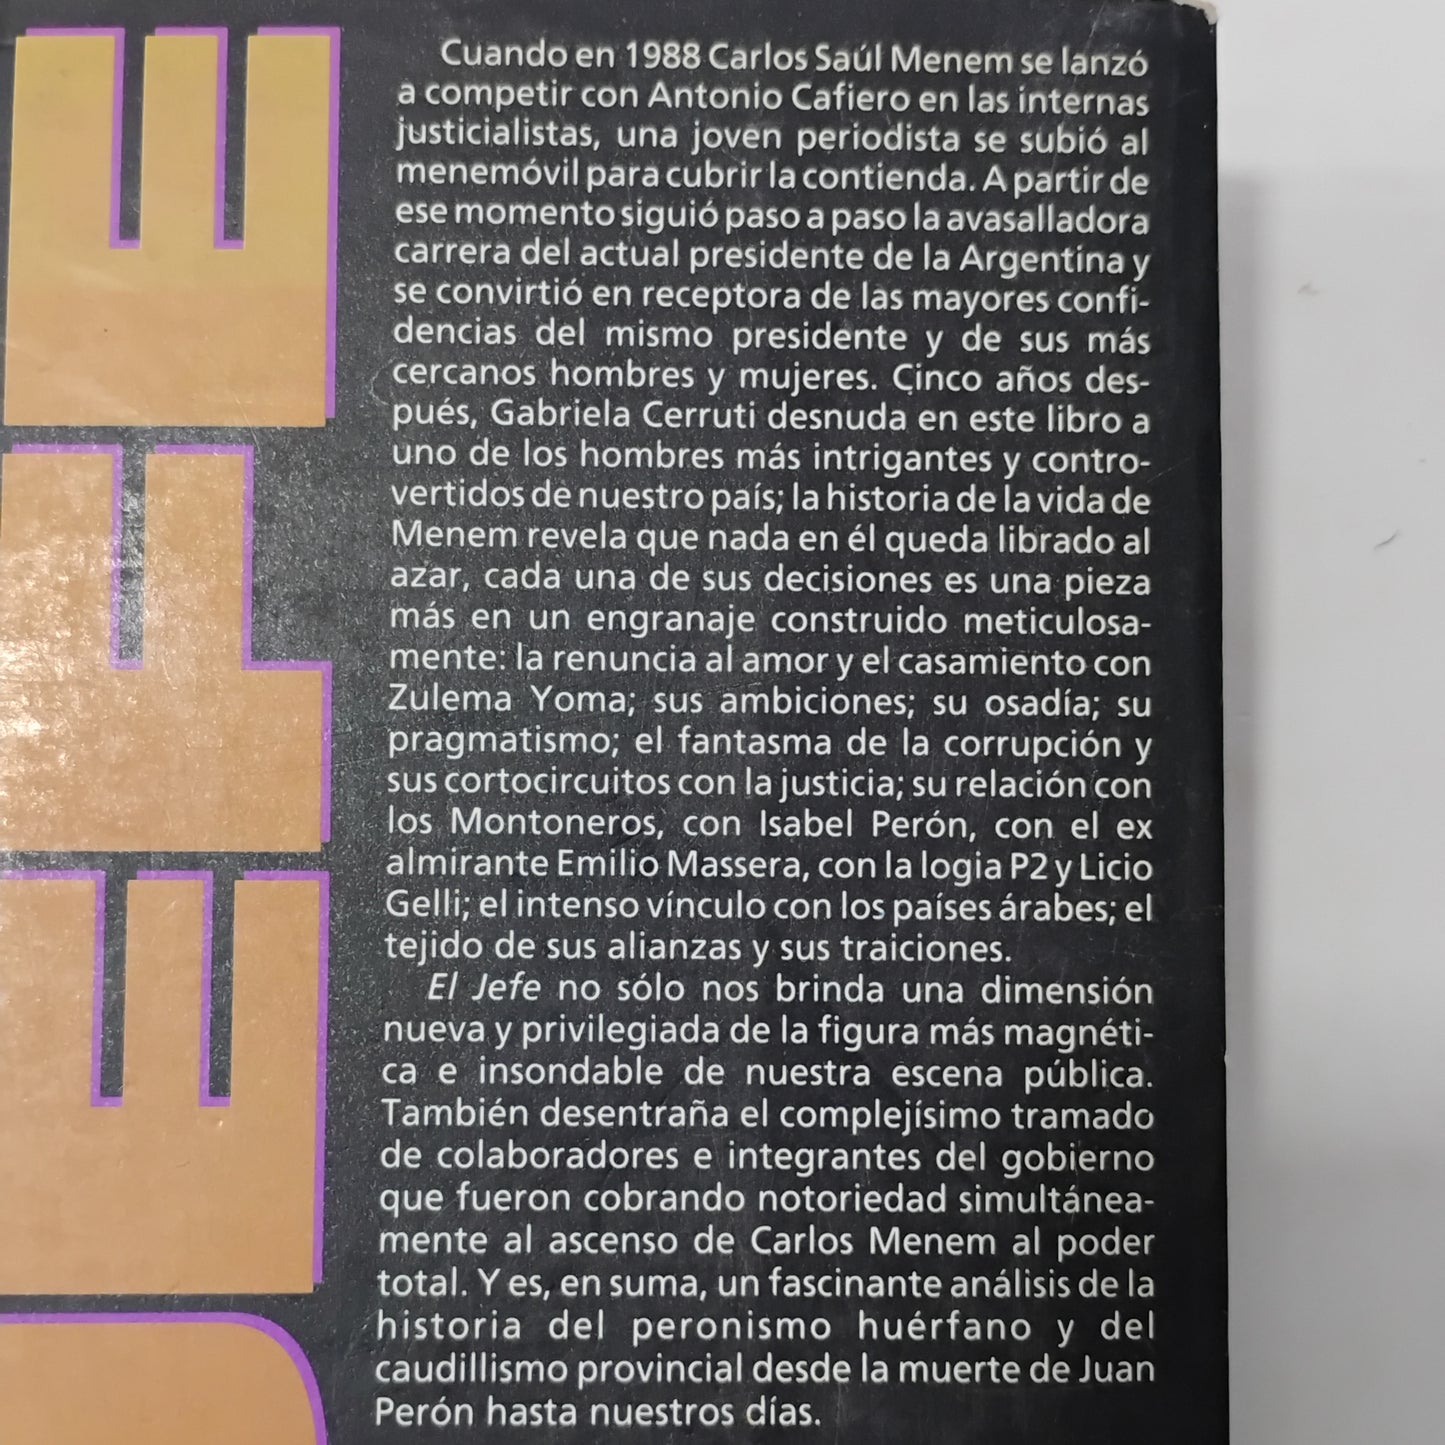 Cuando en 1988 Carlos Saúl Menem se lanzó
a competir con Antonio Cafiero en las internas
justicialistas, una joven periodista se subió al
menemóvil para cubrir la contienda. A partir de
ese momento siguió paso a paso la avasalladora
carrera del actual presidente de la Argentina y
se convirtió en receptora de las mayores confi-
dencias del mismo presidente y de sus más
cercanos hombres y mujeres. Cinco años des-
pués, Gabriela Cerruti desnuda en este libro a
uno de los hombres más intrigantes y contro-
vertidos de nuestro país; la historia de la vida de
Menem revela que nada en él queda librado al
azar, cada una de sus decisiones es una pieza
más en un engranaje construido meticulosa-
mente: la renuncia al amor y el casamiento con
Zulema Yoma; sus ambiciones; su osadía; su
pragmatismo; el fantasma de la corrupción y
sus cortocircuitos con la justicia; su relación con
los Montoneros, con Isabel Perón, con el ex
almirante Emilio Massera, con la logia P2 y Licio
Gelli; el intenso vínculo con los países árabes; el
tejido de sus alianzas y sus traiciones.
El Jefe no sólo nos brinda una dimensión
nueva y privilegiada de la figura más magnéti-
ca e insondable de nuestra escena pública.
También desentraña el complejísimo tramado
de colaboradores e integrantes del gobierno
que fueron cobrando notoriedad simultánea-
mente al ascenso de Carlos Menem al poder
total. Y es, en suma, un fascinante análisis de la
historia del peronismo huérfano y del
caudillismo provincial desde la muerte de Juan
Perón hasta nuestros días.
JEFE